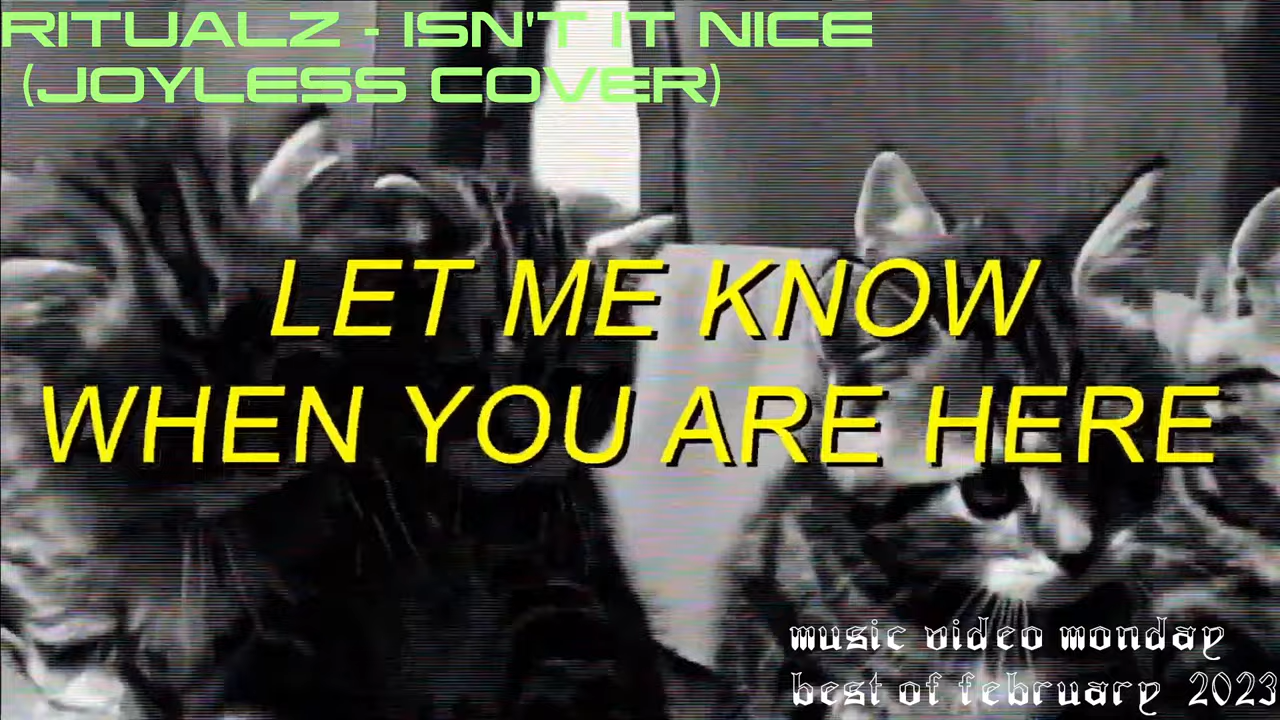 RITUALZ - ISN'T IT NICE
(JOYLESS COVER)
LET ME KNOW
WHEN YOU ARE HERE
music video monday
best of february 2023